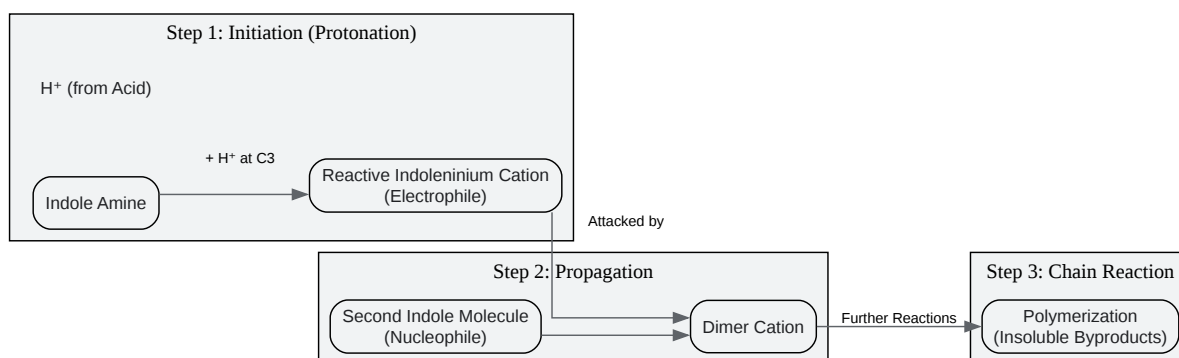 Step 1: Initiation (Protonation)
H⁺ (from Acid)
+ H⁺ at C3
Indole Amine
Reactive Indoleninium Cation
(Electrophile)
Attacked by
Step 2: Propagation
Second Indole Molecule
(Nucleophile)
Dimer Cation
Further Reactions
Step 3: Chain Reaction
Polymerization
(Insoluble Byproducts)